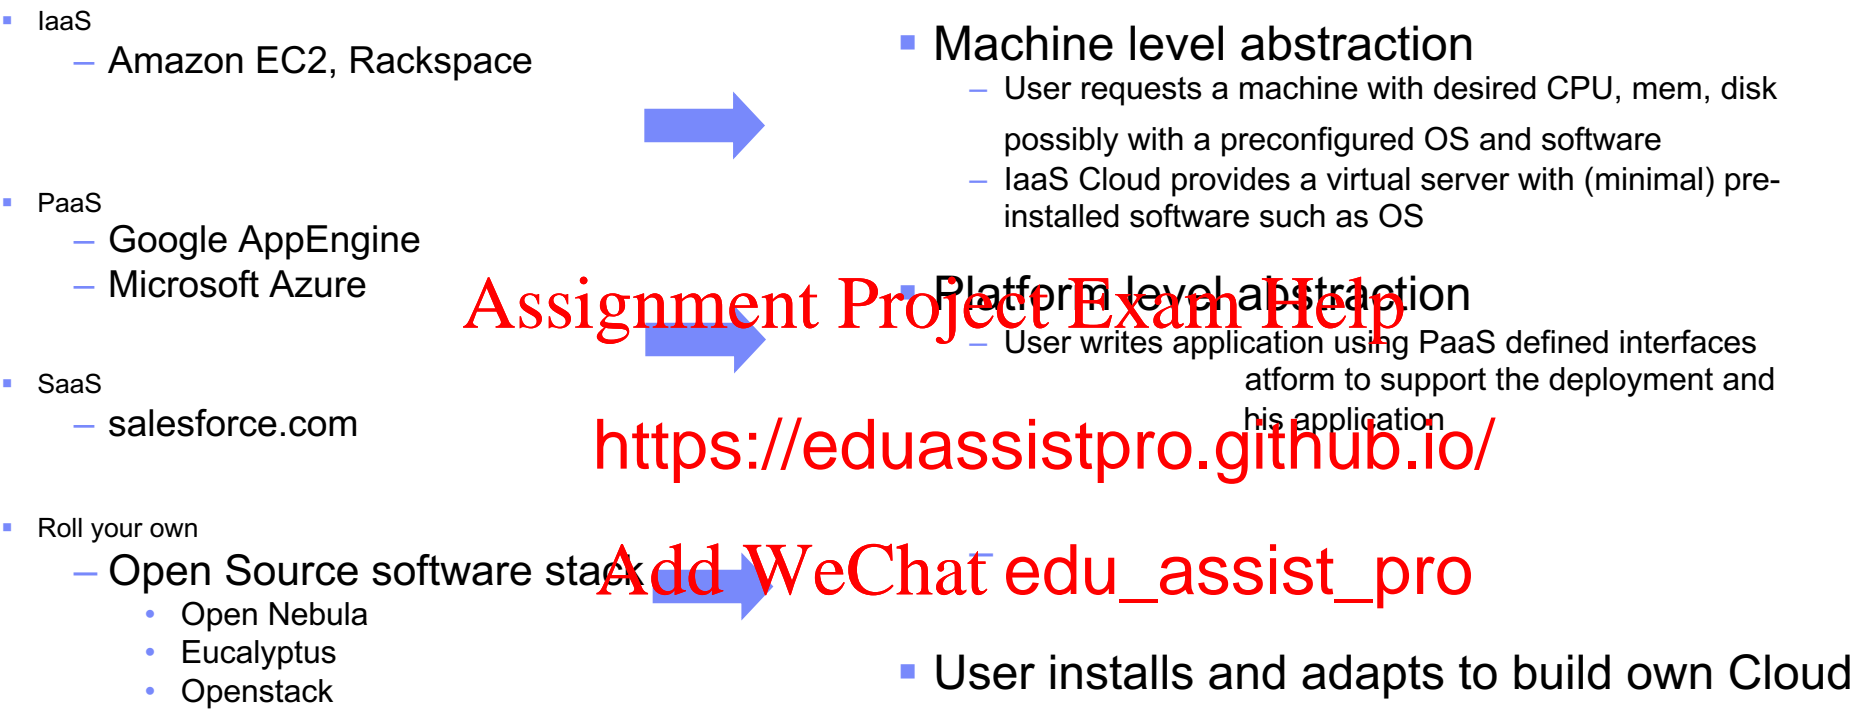 IaaS
– Amazon EC2, Rackspace
PaaS
– Google AppEngine
– Microsoft Azure
SaaS
– salesforce.com
Roll your own
– Open Source software stack
• Open Nebula
• Eucalyptus
• Openstack
Machine level abstraction
– User requests a machine with desired CPU, mem, disk
possibly with a preconfigured OS and software
– IaaS Cloud provides a virtual server with (minimal) pre-
installed software such as OS
Platform level abstraction
– User writes application using PaaS defined interfaces
atform to support the deployment and
his application
–
User installs and adapts to build own Cloud
Assignment Project Exam Help
https://eduassistpro.github.io/
Add WeChat edu_assist_pro